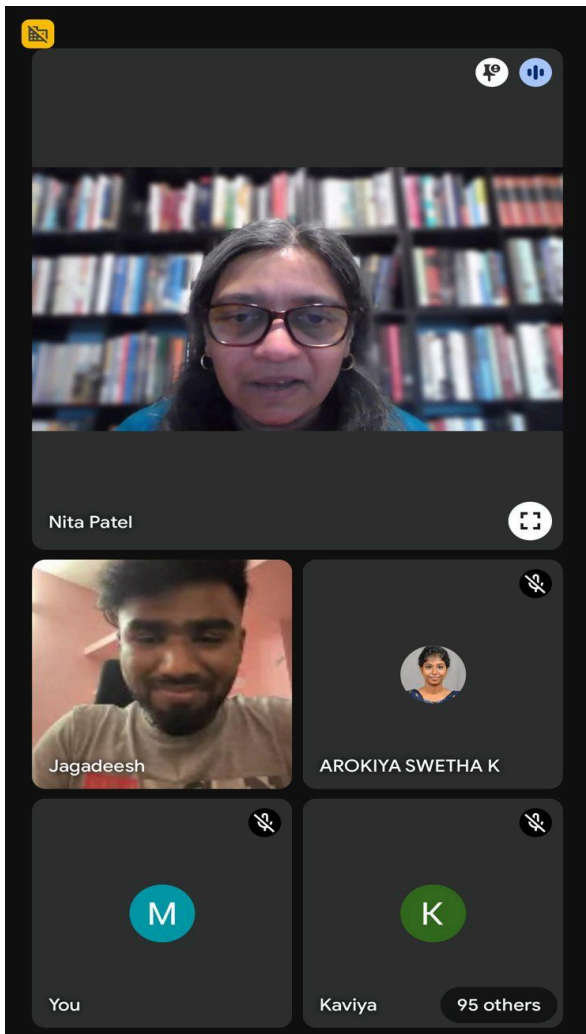 Nita Patel
Jagadeesh
AROKIYA SWETHA K
M
You
K
Kaviya
95 others